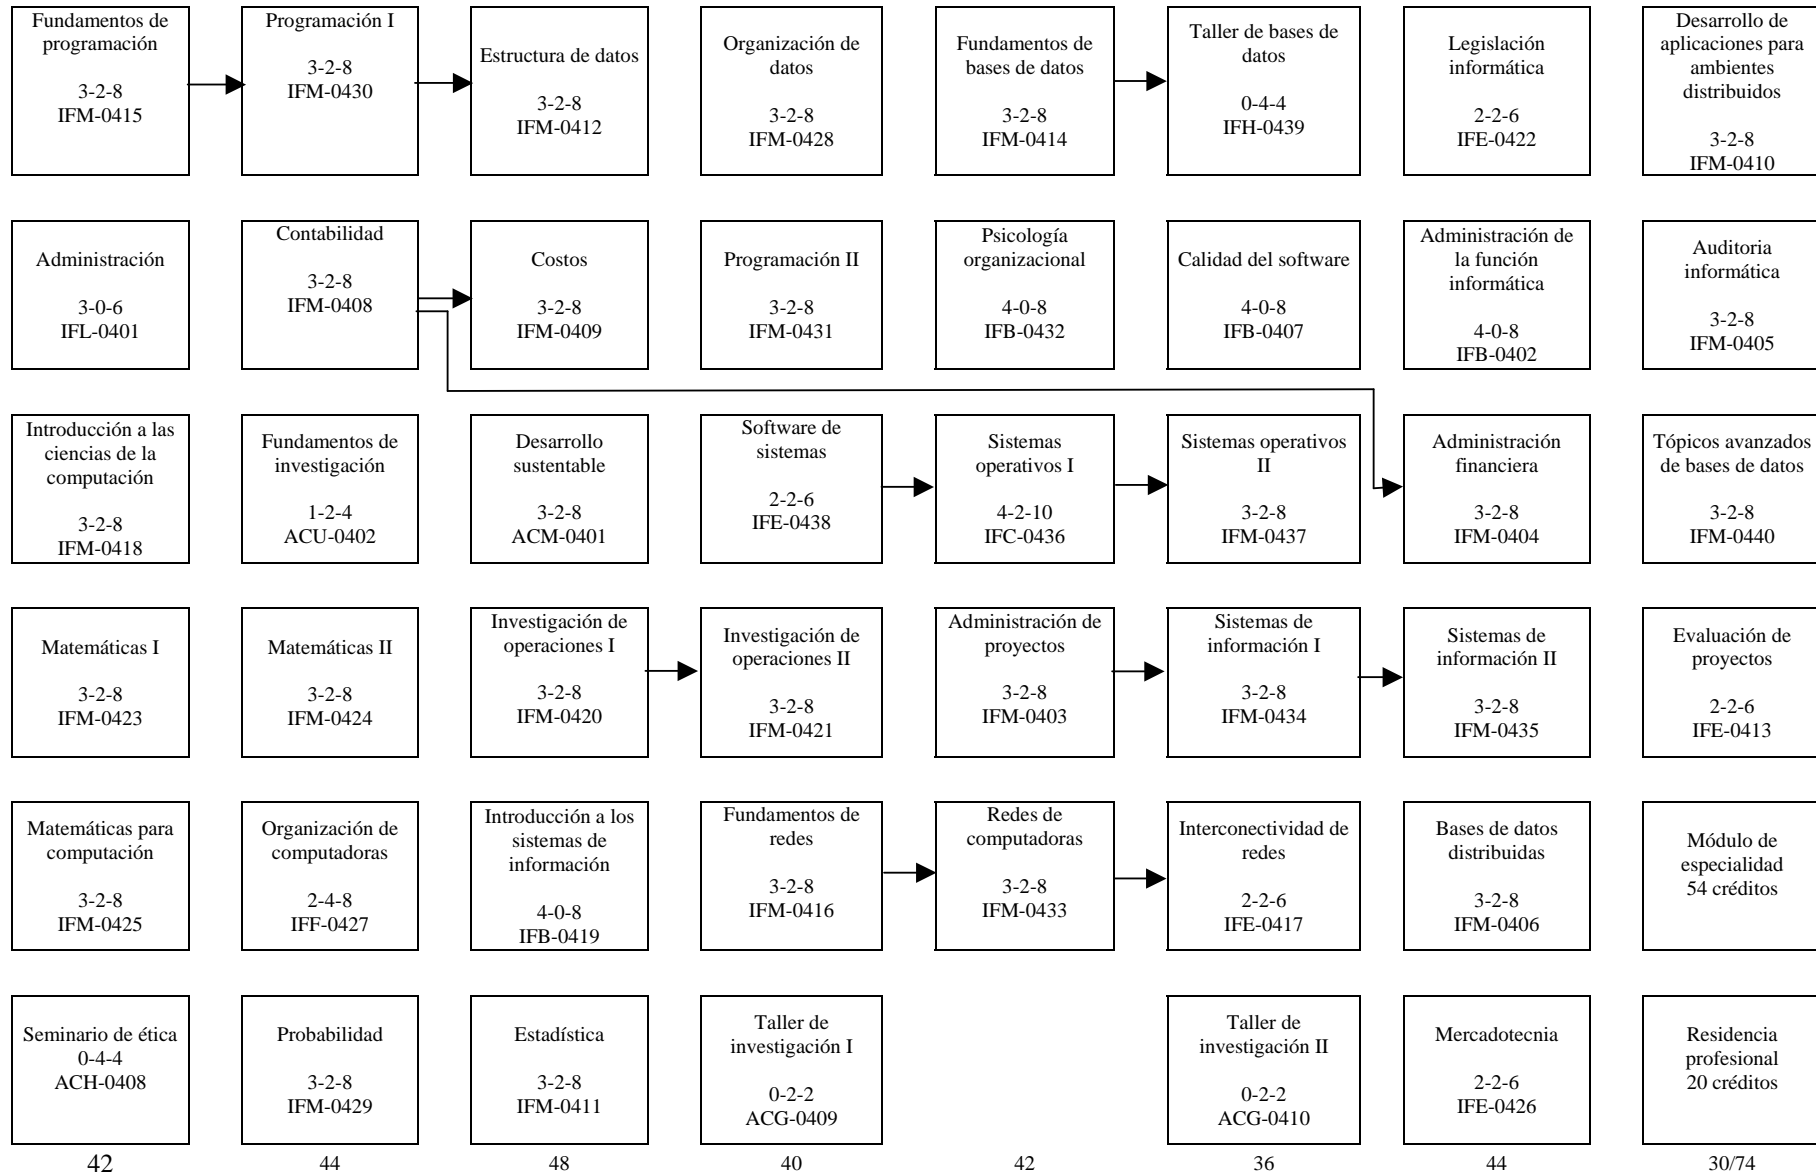 Fundamentos de
programación
3-2-8
IFM-0415
Programación I
3-2-8
IFM-0430
Estructura de datos
3-2-8
IFM-0412
Organización de
datos
3-2-8
IFM-0428
Fundamentos de
bases de datos
3-2-8
IFM-0414
Taller de bases de
datos
0-4-4
IFH-0439
Legislación
informática
2-2-6
IFE-0422
Desarrollo de
aplicaciones para
ambientes
distribuidos
3-2-8
IFM-0410
Administración
3-0-6
IFL-0401
Contabilidad
3-2-8
IFM-0408
Costos
3-2-8
IFM-0409
Programación II
3-2-8
IFM-0431
Psicología
organizacional
4-0-8
IFB-0432
Calidad del software
4-0-8
IFB-0407
Administración de
la función
informática
4-0-8
IFB-0402
Auditoria
informática
3-2-8
IFM-0405
Introducción a las
ciencias de la
computación
3-2-8
IFM-0418
Fundamentos de
investigación
1-2-4
ACU-0402
Desarrollo
sustentable
3-2-8
ACM-0401
Software de
sistemas
2-2-6
IFE-0438
Sistemas
operativos I
4-2-10
IFC-0436
Sistemas operativos
II
3-2-8
IFM-0437
Administración
financiera
3-2-8
IFM-0404
Tópicos avanzados
de bases de datos
3-2-8
IFM-0440
Matemáticas I
3-2-8
IFM-0423
Matemáticas II
3-2-8
IFM-0424
Investigación de
operaciones I
3-2-8
IFM-0420
Investigación de
operaciones II
3-2-8
IFM-0421
Administración de
proyectos
3-2-8
IFM-0403
Sistemas de
información I
3-2-8
IFM-0434
Sistemas de
información II
3-2-8
IFM-0435
Evaluación de
proyectos
2-2-6
IFE-0413
Matemáticas para
computación
3-2-8
IFM-0425
Organización de
computadoras
2-4-8
IFF-0427
Introducción a los
sistemas de
información
4-0-8
IFB-0419
Fundamentos de
redes
3-2-8
IFM-0416
Redes de
computadoras
3-2-8
IFM-0433
Interconectividad de
redes
2-2-6
IFE-0417
Bases de datos
distribuidas
3-2-8
IFM-0406
Módulo de
especialidad
54 créditos
Seminario de ética
0-4-4
ACH-0408
Probabilidad
3-2-8
IFM-0429
Estadística
3-2-8
IFM-0411
Taller de
investigación I
0-2-2
ACG-0409
Taller de
investigación II
0-2-2
ACG-0410
Mercadotecnia
2-2-6
IFE-0426
Residencia
profesional
20 créditos
42
44
48
40
42
36
44
30/74